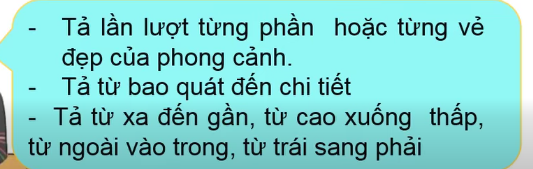 - Tả lần lượt từng phần hoặc từng vẻ
đẹp của phong cảnh.
- Tả từ bao quát đến chi tiết
- Tả từ xa đến gần, từ cao xuống thấp,
từ ngoài vào trong, từ trái sang phải